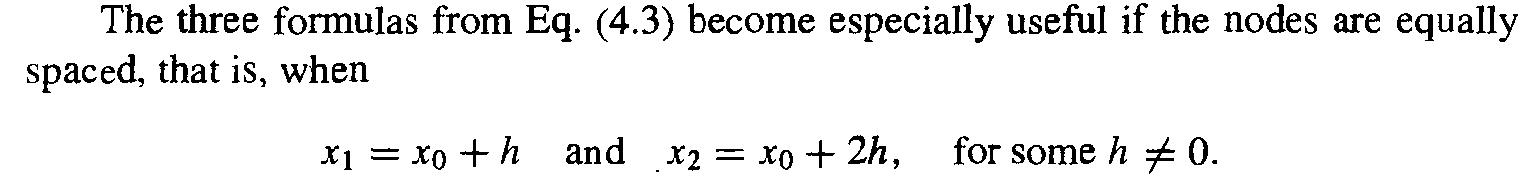 The three formulas from Eq. (4.3) become especially useful if the nodes are equally
spaced, that is, when
x₁ = x₀ + h and x₂ = x₀ + 2h, for some h ≠ 0.